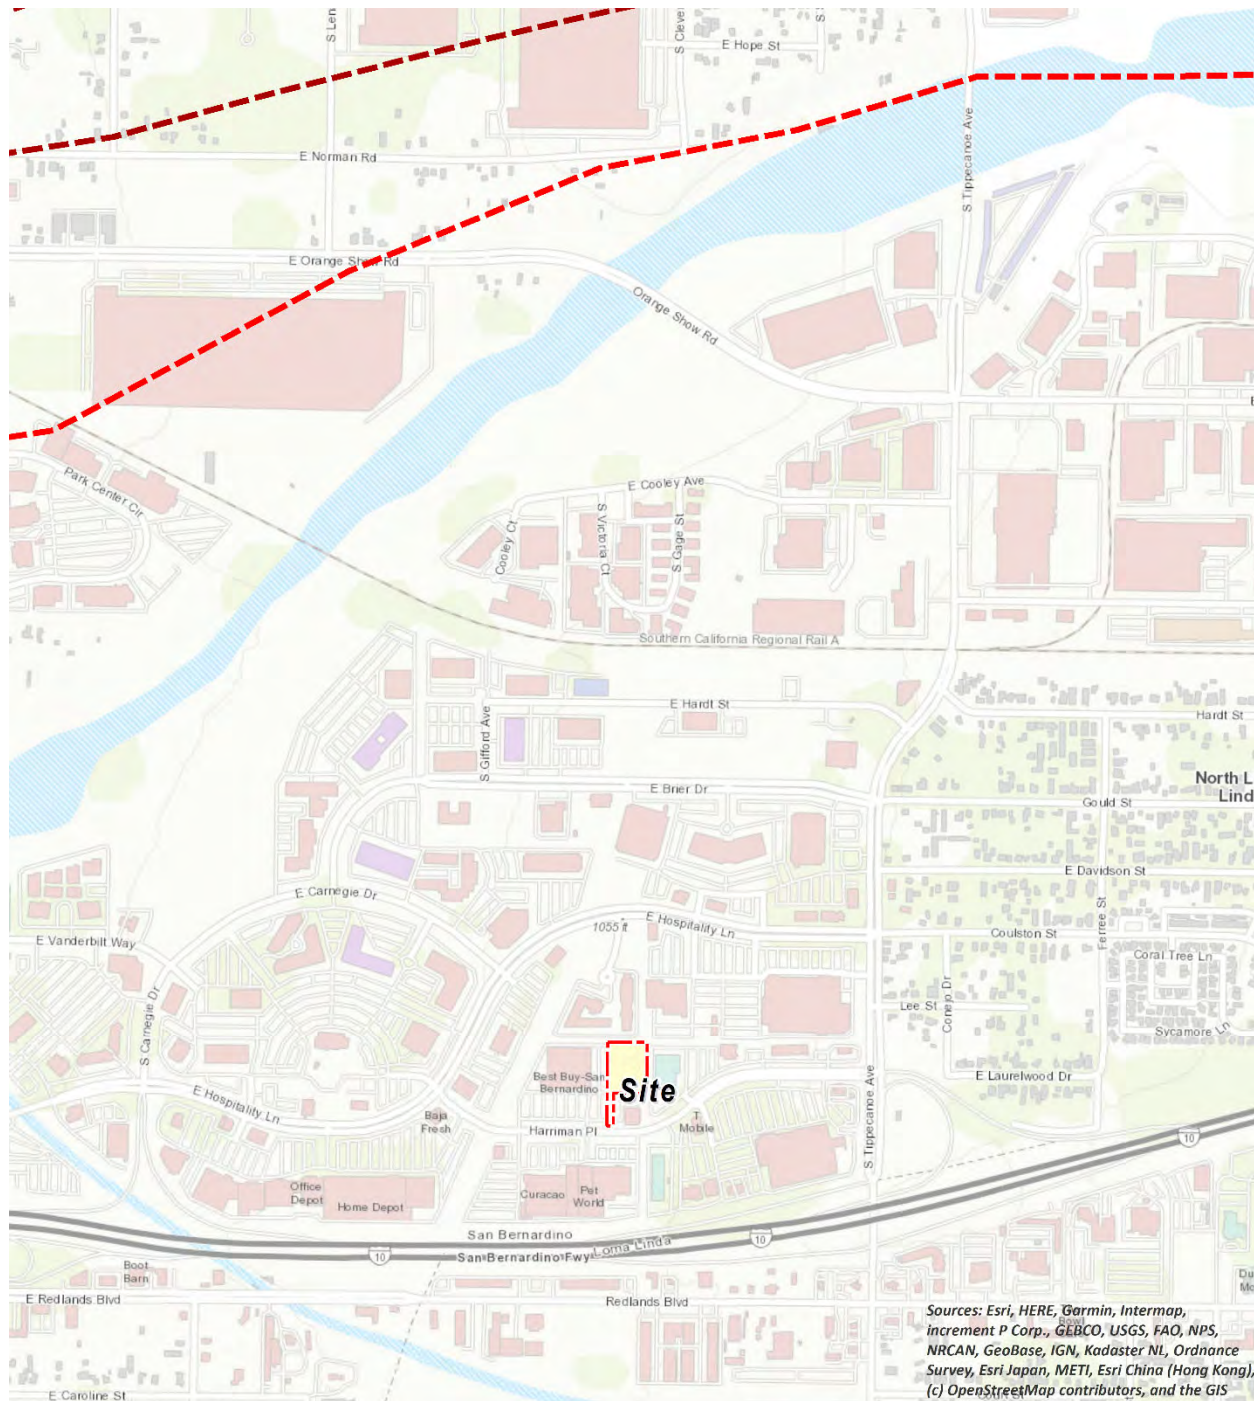 S Len
S Cleve
E Hope St
E Norman Rd
S Tippecanoe Ave
E Orange Show Rd
Orange Show Rd
Park Center Cir
E Cooley Ave
S Victoria Ct
S Gage St
Cooley Ct
Southern California Regional Rail A
E Hardt St
Hardt St
S Gifford Ave
North L
Lind
E Brier Dr
Gould St
E Davidson St
E Carnegie Dr
Ferree St
1055 ft
E Hospitality Ln
E Vanderbilt Way
Coulston St
Coral Tree Ln
S Carnegie Dr
Lee St
Conejo Dr
Sycamore Ln
Best Buy-San
Bernardino
Site
E Laurelwood Dr
E Hospitality Ln
Baja
Fresh
Harriman Pl
T
Mobile
S Tippecanoe Ave
10
Office
Depot
Home Depot
Curacao
Pet
World
San Bernardino
10
10
San Bernardino Fwy
Loma Linda
Boot
Barn
E Redlands Blvd
Redlands Blvd
Du
Mo
Bowl
Sources: Esri, HERE, Garmin, Intermap,
increment P Corp., GEBCO, USGS, FAO, NPS,
NRCAN, GeoBase, IGN, Kadaster NL, Ordnance
Survey, Esri Japan, METI, Esri China (Hong Kong),
(c) OpenStreetMap contributors, and the GIS
E Caroline St